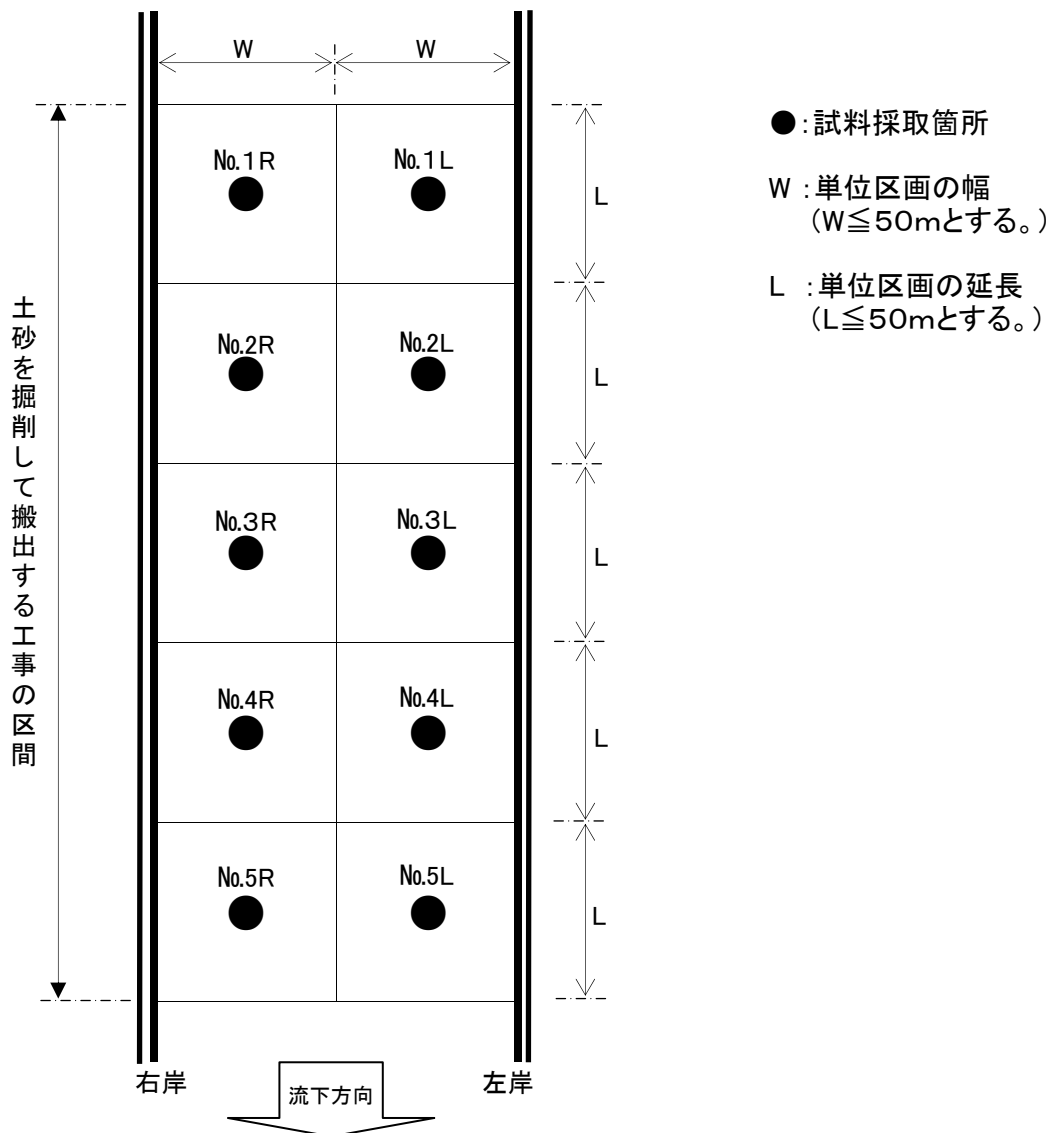 W
W
●:試料採取箇所
W :単位区画の幅
(W≦50mとする。)
L :単位区画の延長
(L≦50mとする。)
土砂を掘削して搬出する工事の区間
№.1R
№.1L
L
№.2R
№.2L
L
№.3R
№.3L
L
№.4R
№.4L
L
№.5R
№.5L
L
右岸
左岸
流下方向